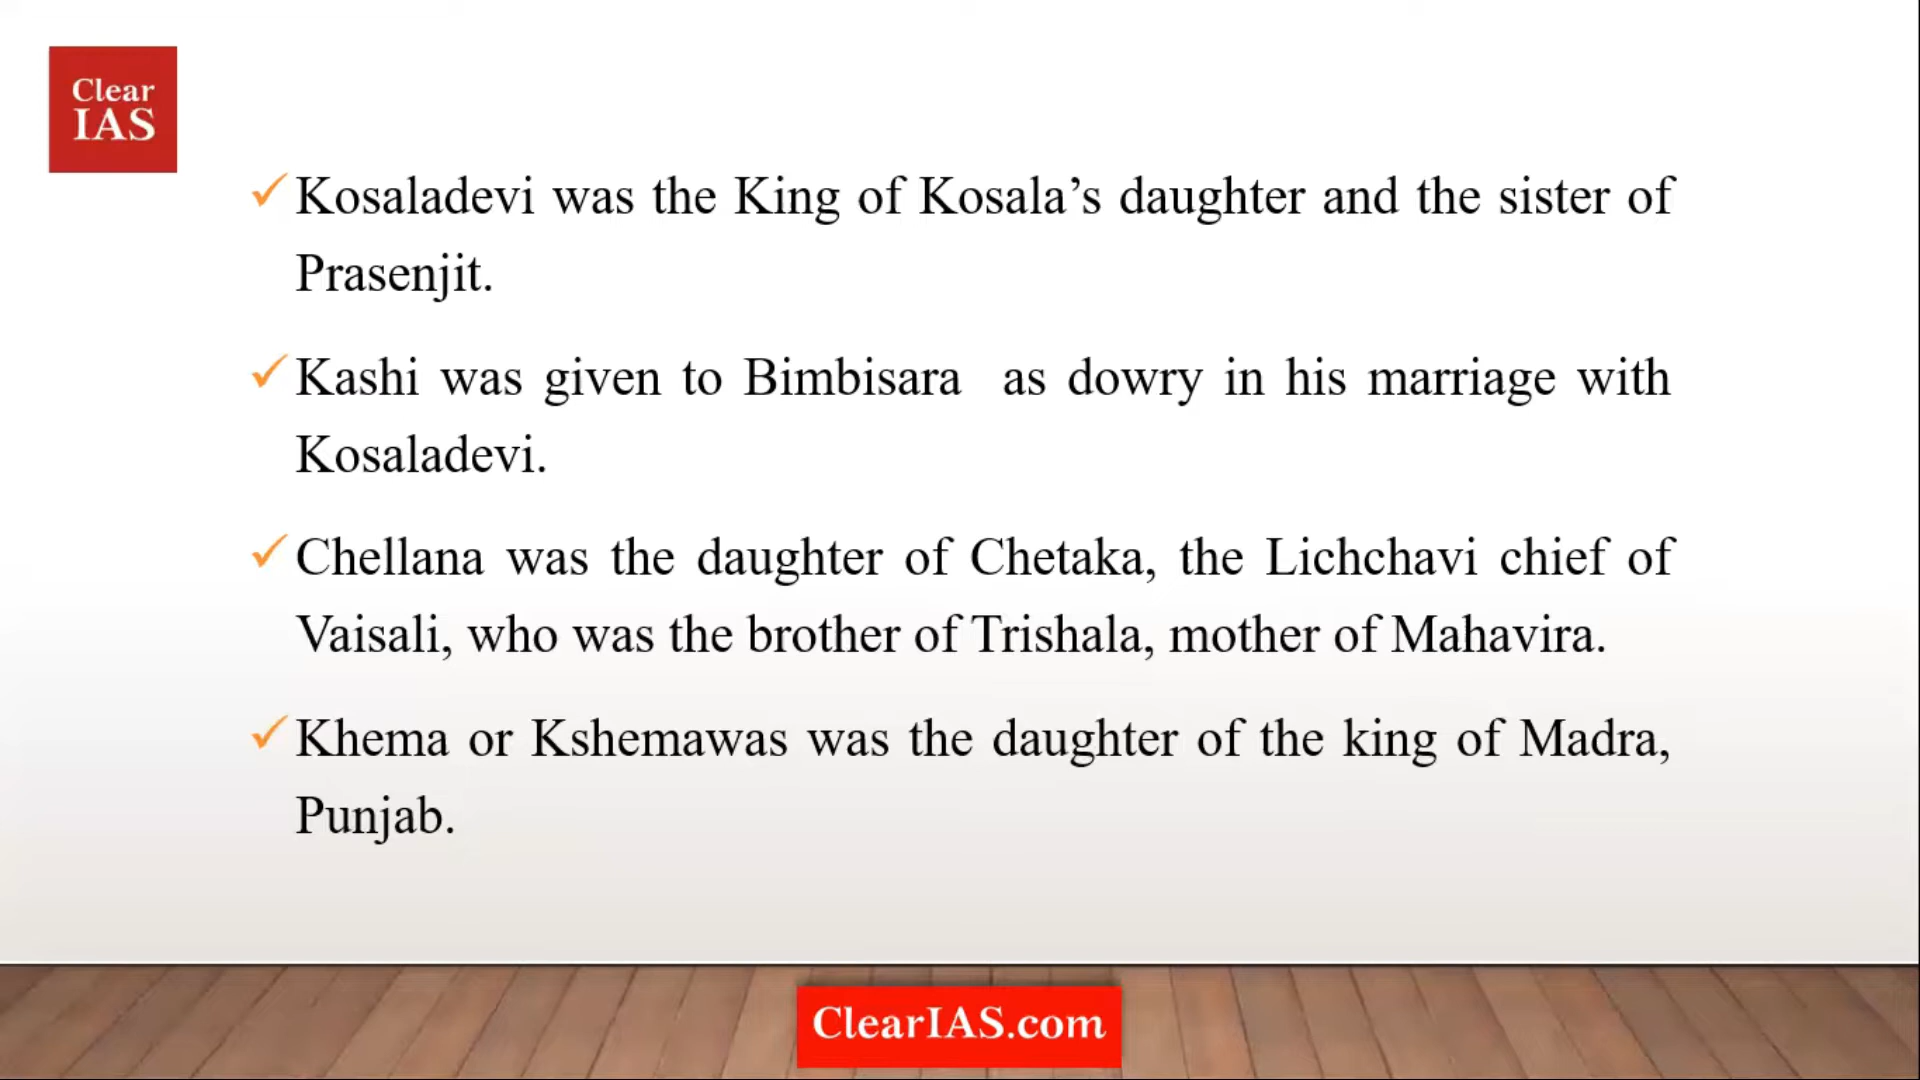 Clear
IAS
Kosaladevi was the King of Kosala’s daughter and the sister of
Prasenjit.
Kashi was given to Bimbisara  as dowry in his marriage with
Kosaladevi.
Chellana was the daughter of Chetaka, the Lichchavi chief of
Vaisali, who was the brother of Trishala, mother of Mahavira.
Khema or Kshemawas was the daughter of the king of Madra,
Punjab.
ClearIAS.com